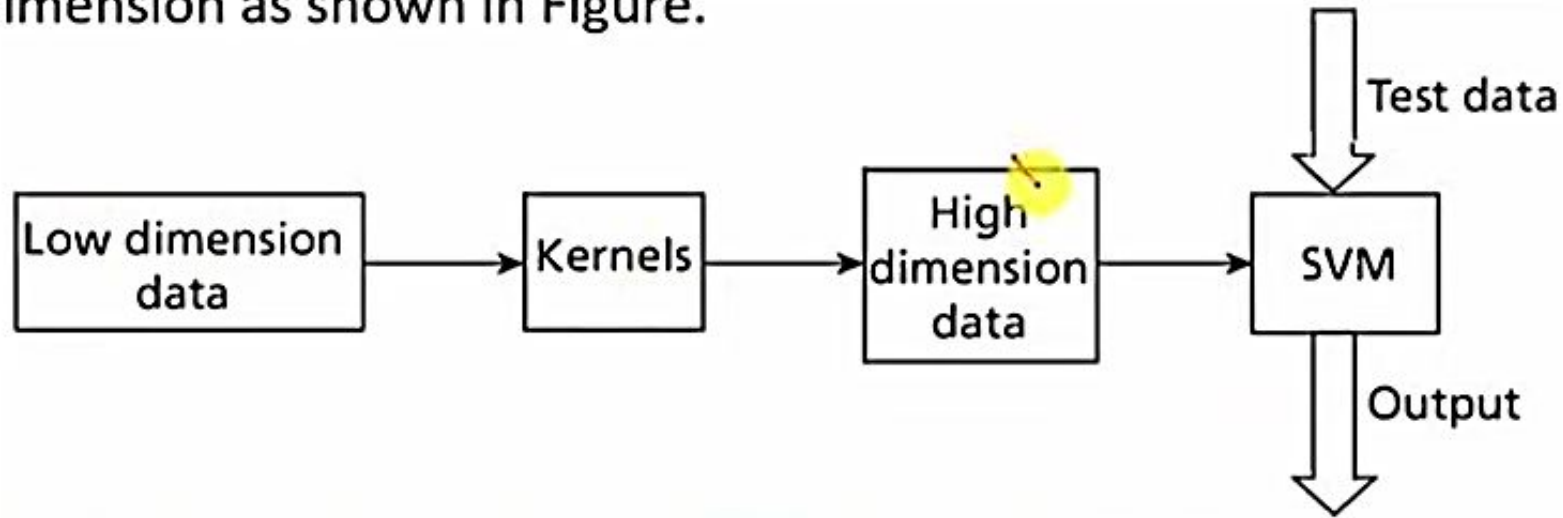 imension as shown in Figure.
Test data
Low dimension
data
Kernels
High
dimension
data
SVM
Output